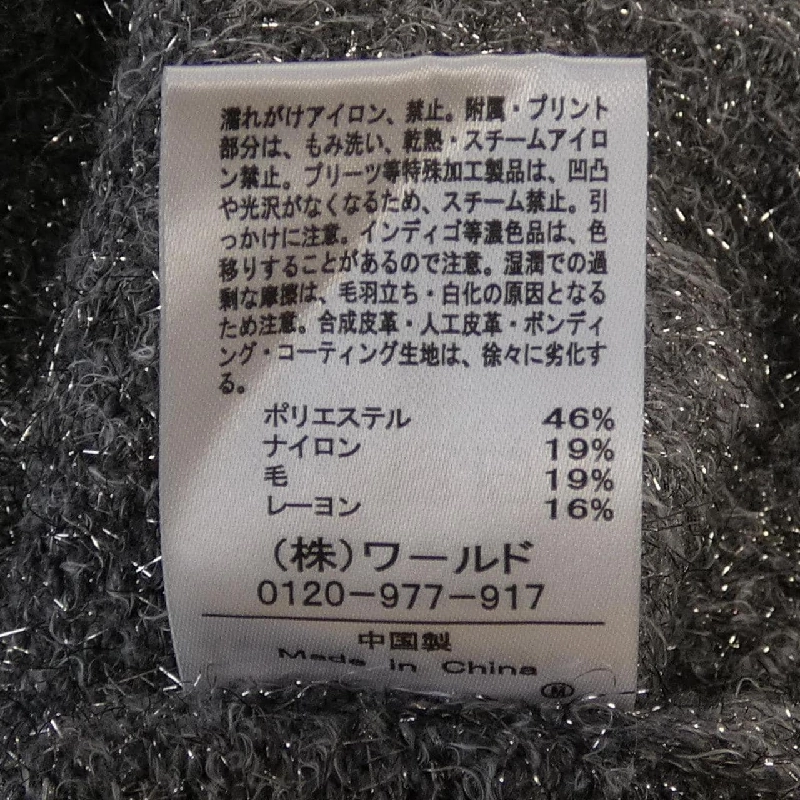 濡れがけアイロン、禁止。附属・プリント
部分は、もみ洗い、乾熱・スチームアイロ
ン禁止。プリーツ等特殊加工製品は、凹凸
や光沢がなくなるため、スチーム禁止。引
っかけに注意。インディゴ等濃色品は、色
移りすることがあるので注意。湿潤での過
剰な摩擦は、毛羽立ち・白化の原因となる
ため注意。合成皮革・人工皮革・ボンディ
ング・コーティング生地は、徐々に劣化す
る。
ポリエステル 46%
ナイロン 19%
毛 19%
レーヨン 16%
(株)ワールド
0120-977-917
中国製
Made in China
M